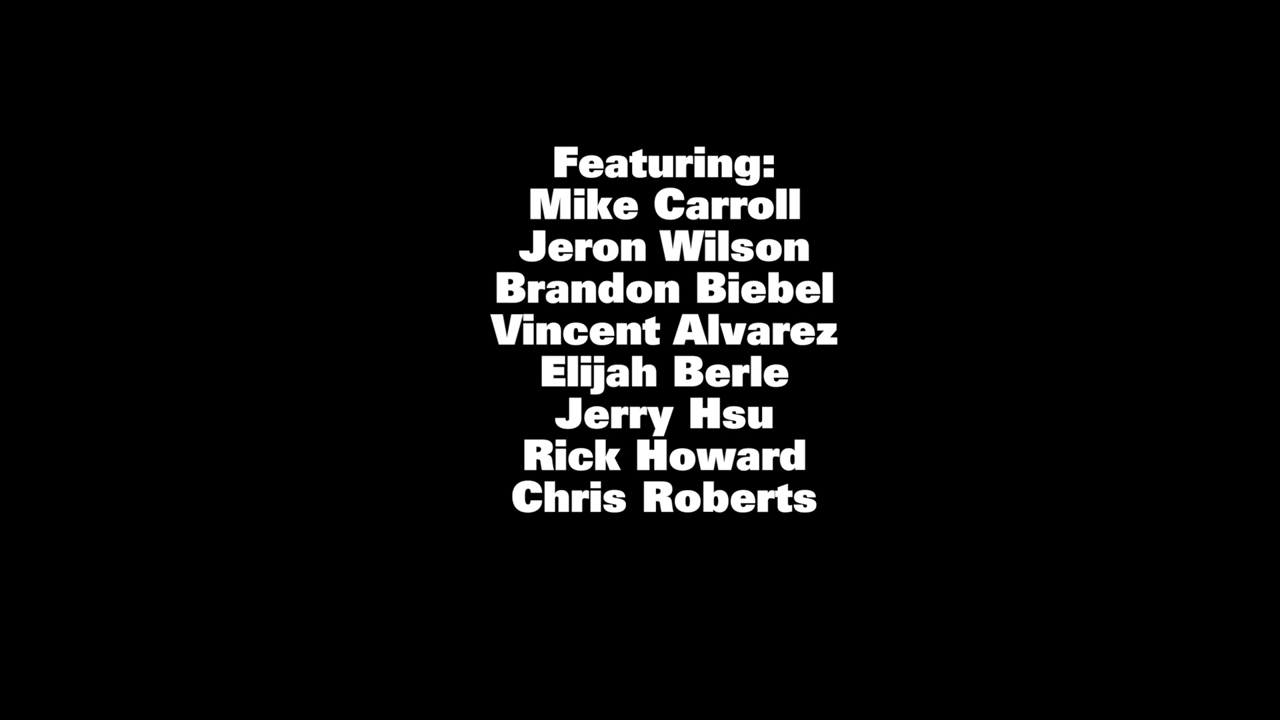 Featuring:
Mike Carroll
Jeron Wilson
Brandon Biebel
Vincent Alvarez
Elijah Berle
Jerry Hsu
Rick Howard
Chris Roberts